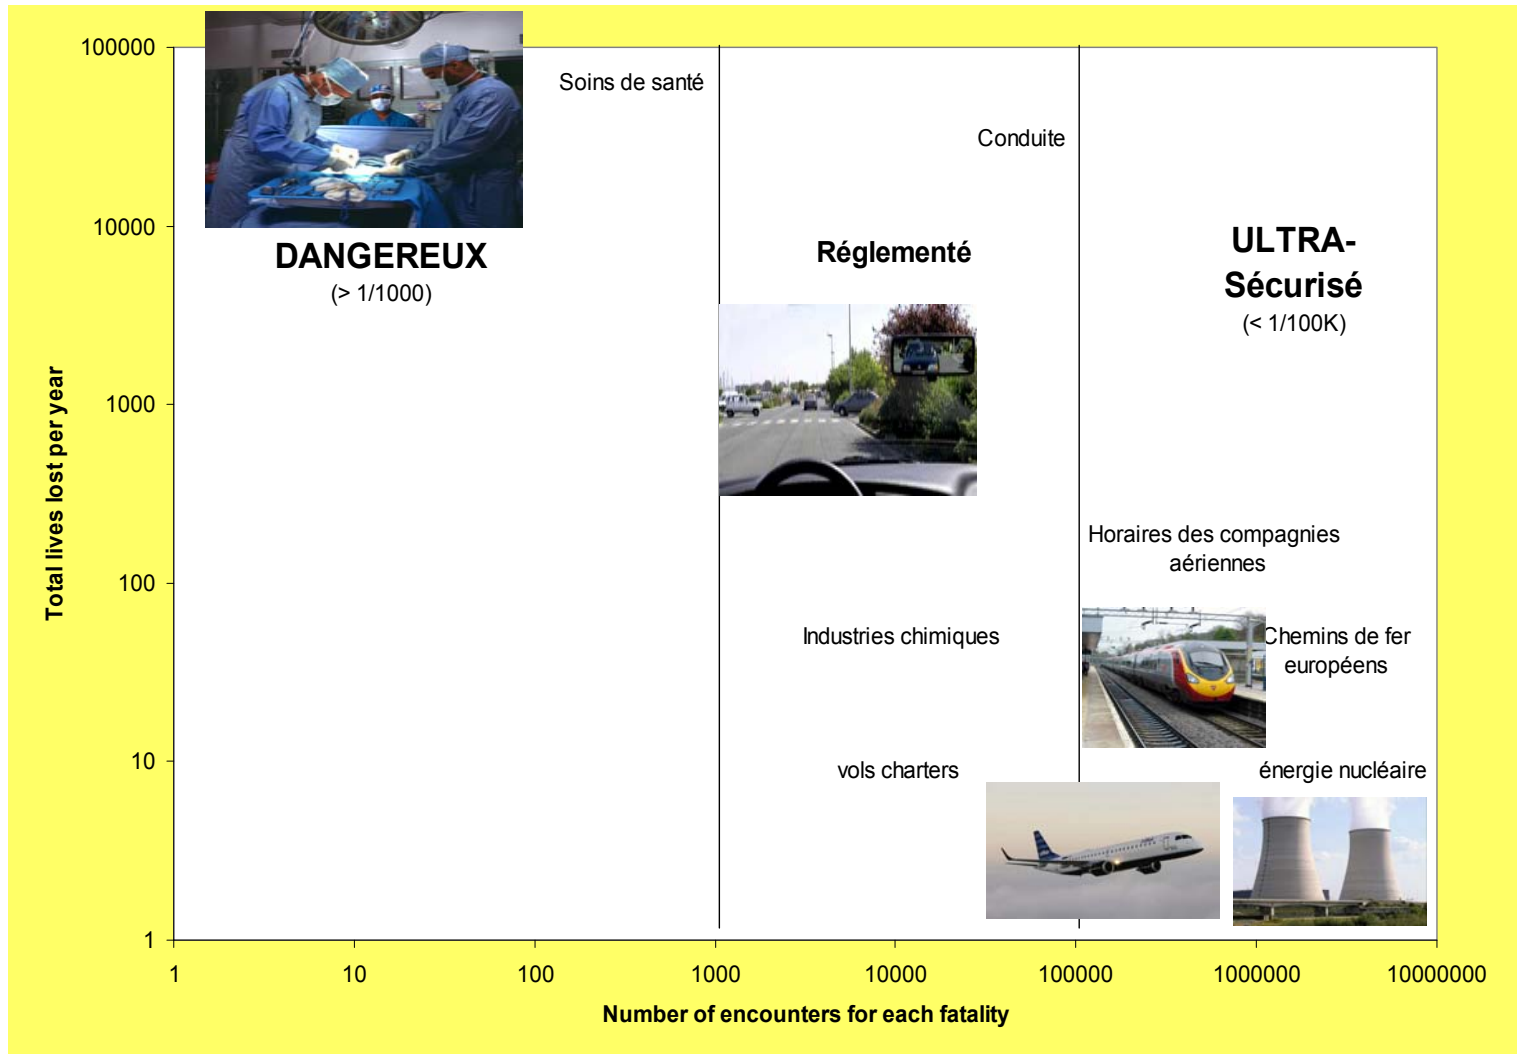 100000
Soins de santé
Conduite
10000
DANGEREUX
(> 1/1000)
Réglementé
ULTRA-
Sécurisé
(< 1/100K)
1000
Total lives lost per year
Horaires des compagnies
aériennes
100
Industries chimiques
Chemins de fer
européens
10
vols charters
énergie nucléaire
1
1 10 100 1000 10000 100000 1000000 10000000
Number of encounters for each fatality